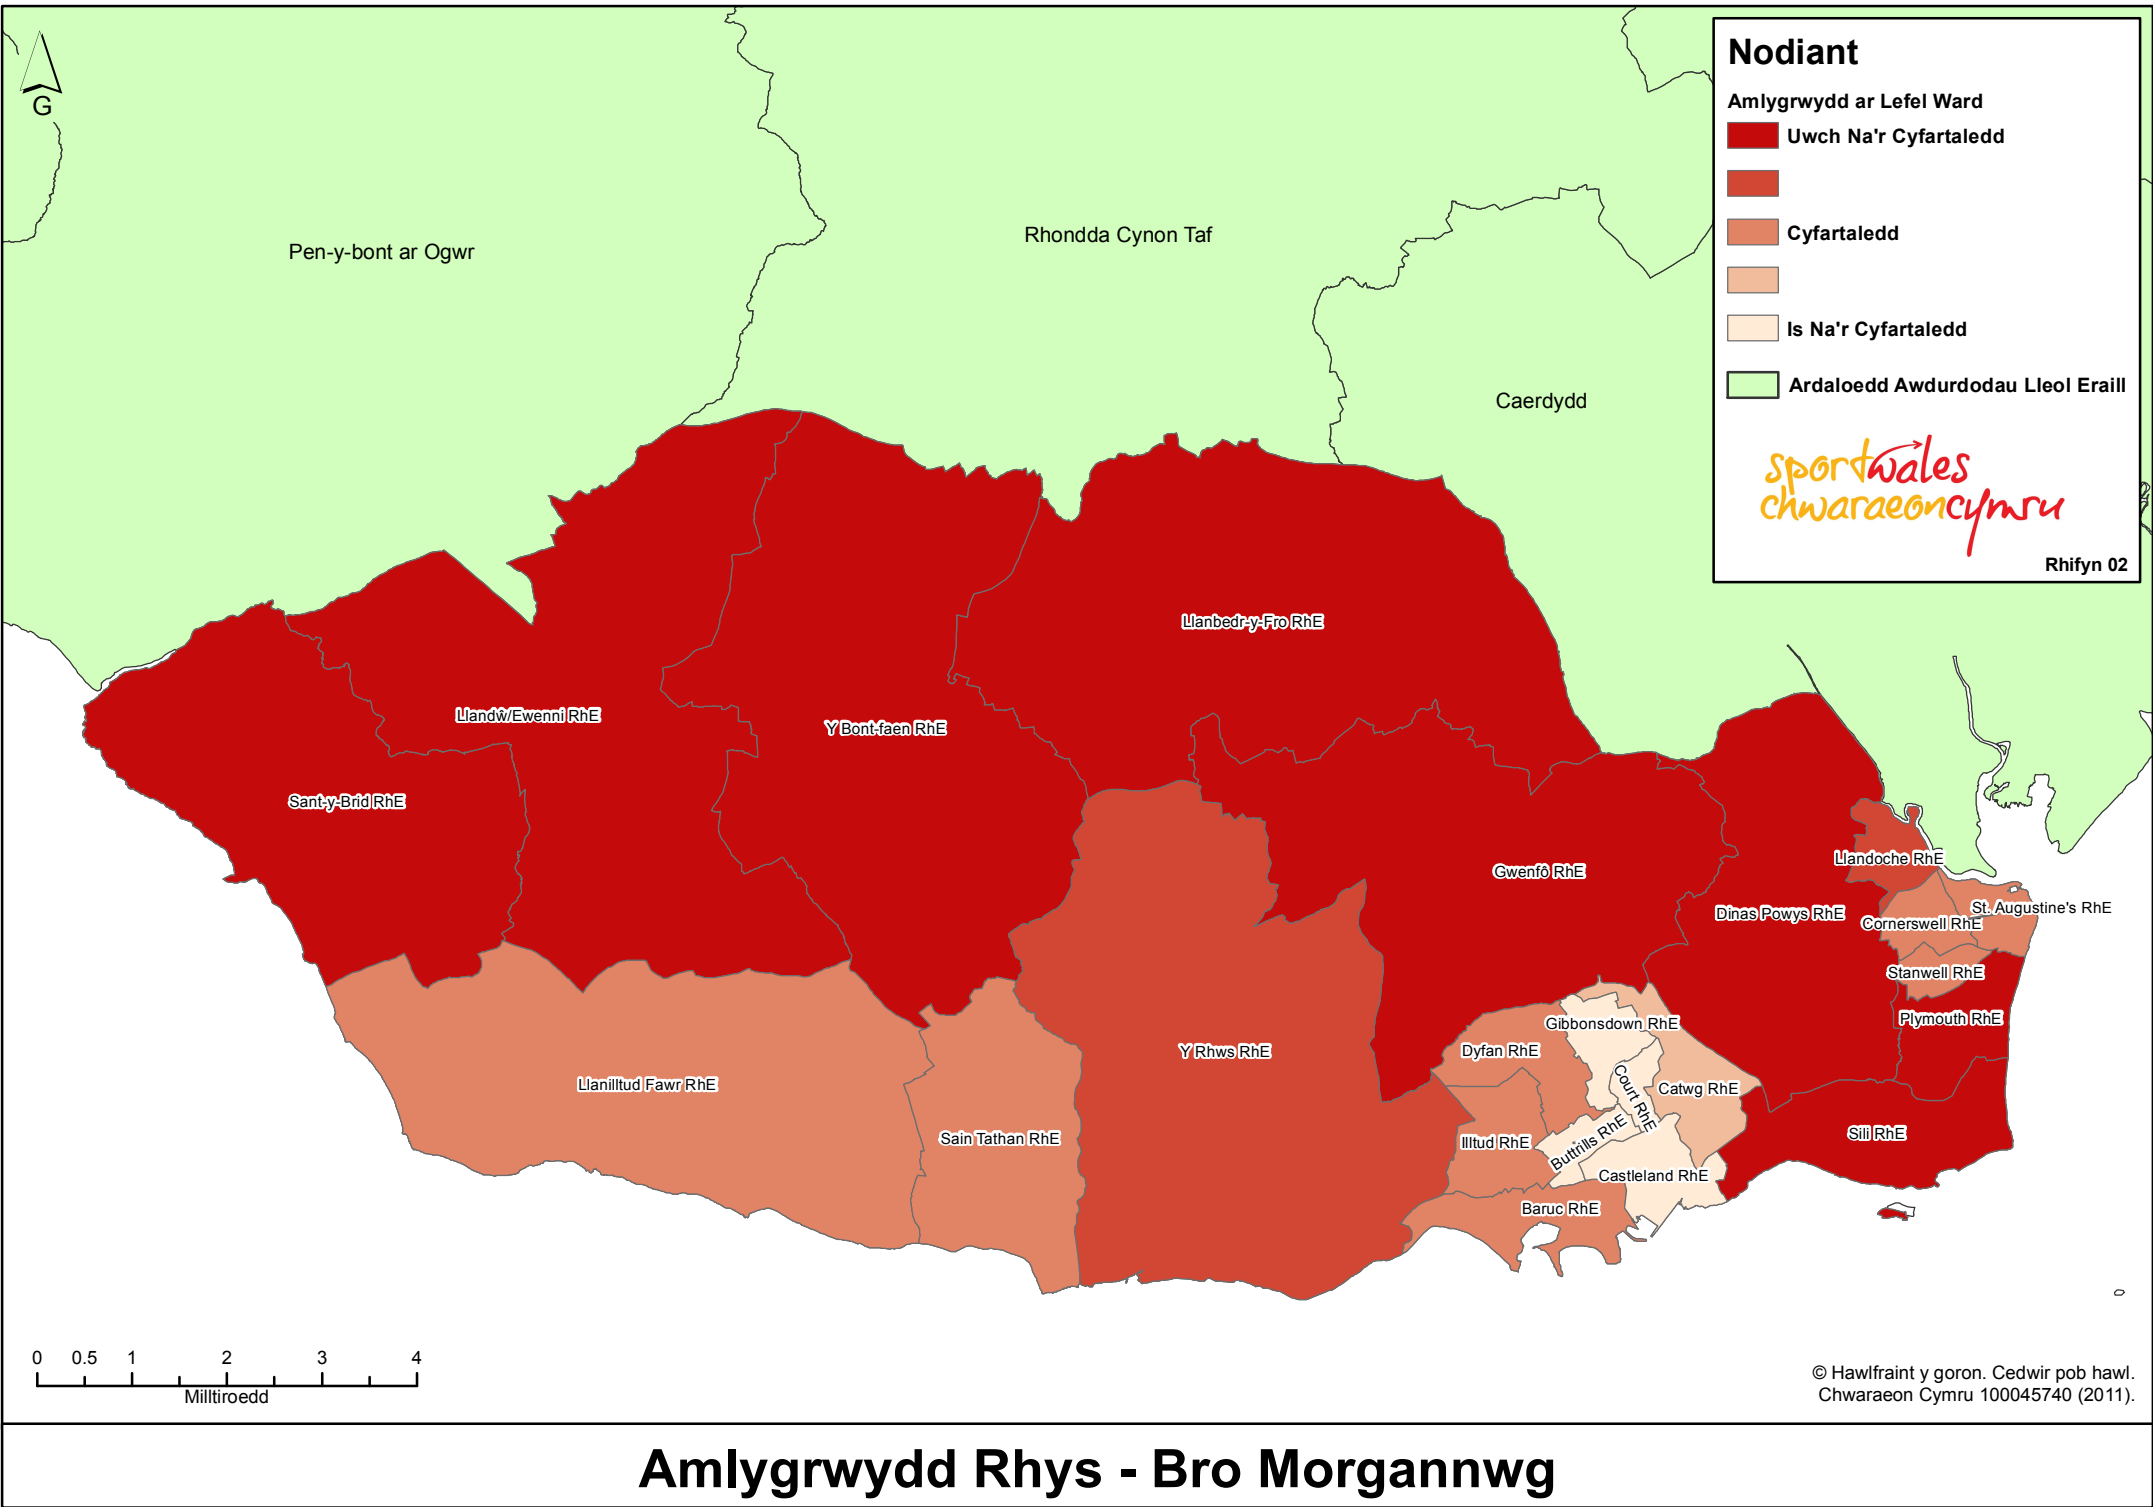 G
Pen-y-bont ar Ogwr
Rhondda Cynon Taf
Caerdydd
Nodiant
Amlygrwydd ar Lefel Ward
Uwch Na'r Cyfartaledd
Cyfartaledd
Is Na'r Cyfartaledd
Ardaloedd Awdurdodau Lleol Eraill
sportwales
chwaraeoncymru
Rhifyn 02
Llanbedr-y-Fro RhE
Llandŵ/Ewenni RhE
Y Bont-faen RhE
Sant-y-Brid RhE
Gwenfô RhE
Llandoche RhE
Dinas Powys RhE
St. Augustine's RhE
Cornerswell RhE
Stanwell RhE
Plymouth RhE
Gibbonsdown RhE
Dyfan RhE
Y Rhws RhE
Llanilltud Fawr RhE
Court RhE
Catwg RhE
Sain Tathan RhE
Illtud RhE
Buttrills RhE
Sili RhE
Castleland RhE
Baruc RhE
0 0.5 1 2 3 4
Milltiroedd
© Hawlfraint y goron. Cedwir pob hawl.
Chwaraeon Cymru 100045740 (2011).
Amlygrwydd Rhys - Bro Morgannwg